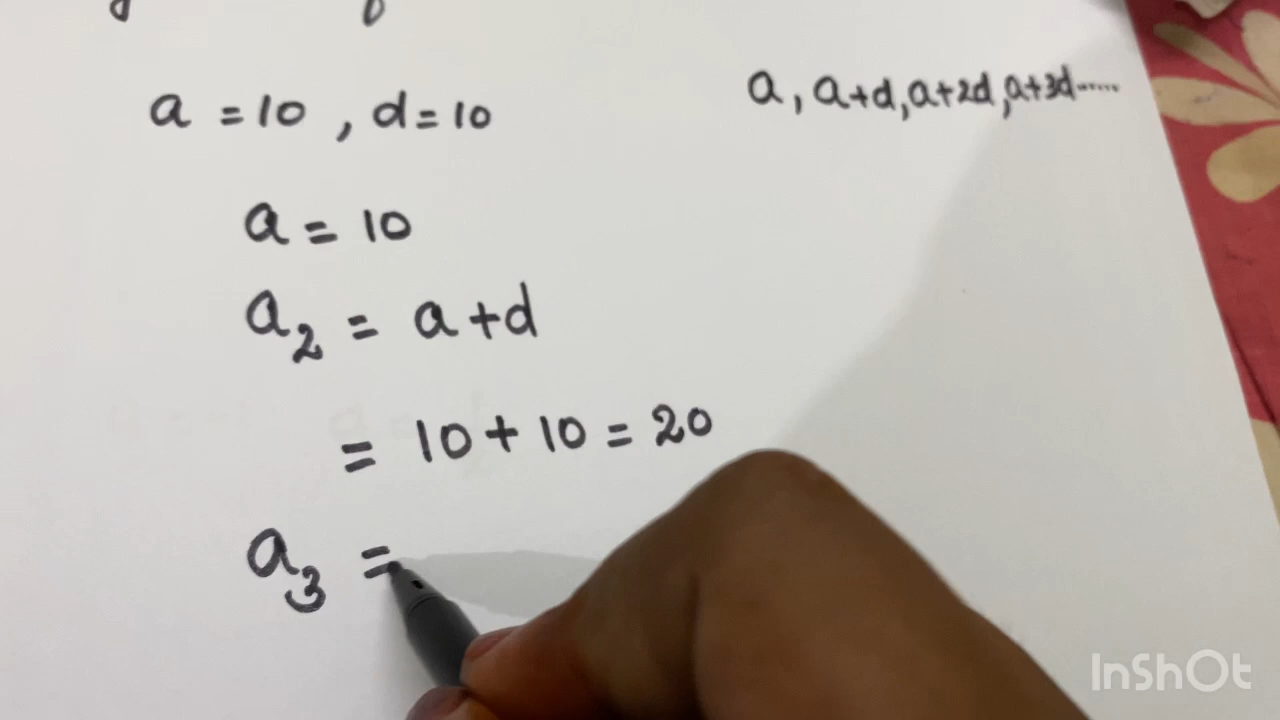 a = 10 , d = 10
a, a+d, a+2d, a+3d......
a = 10
a₂ = a + d
= 10 + 10 = 20
a₃ =
InShOt